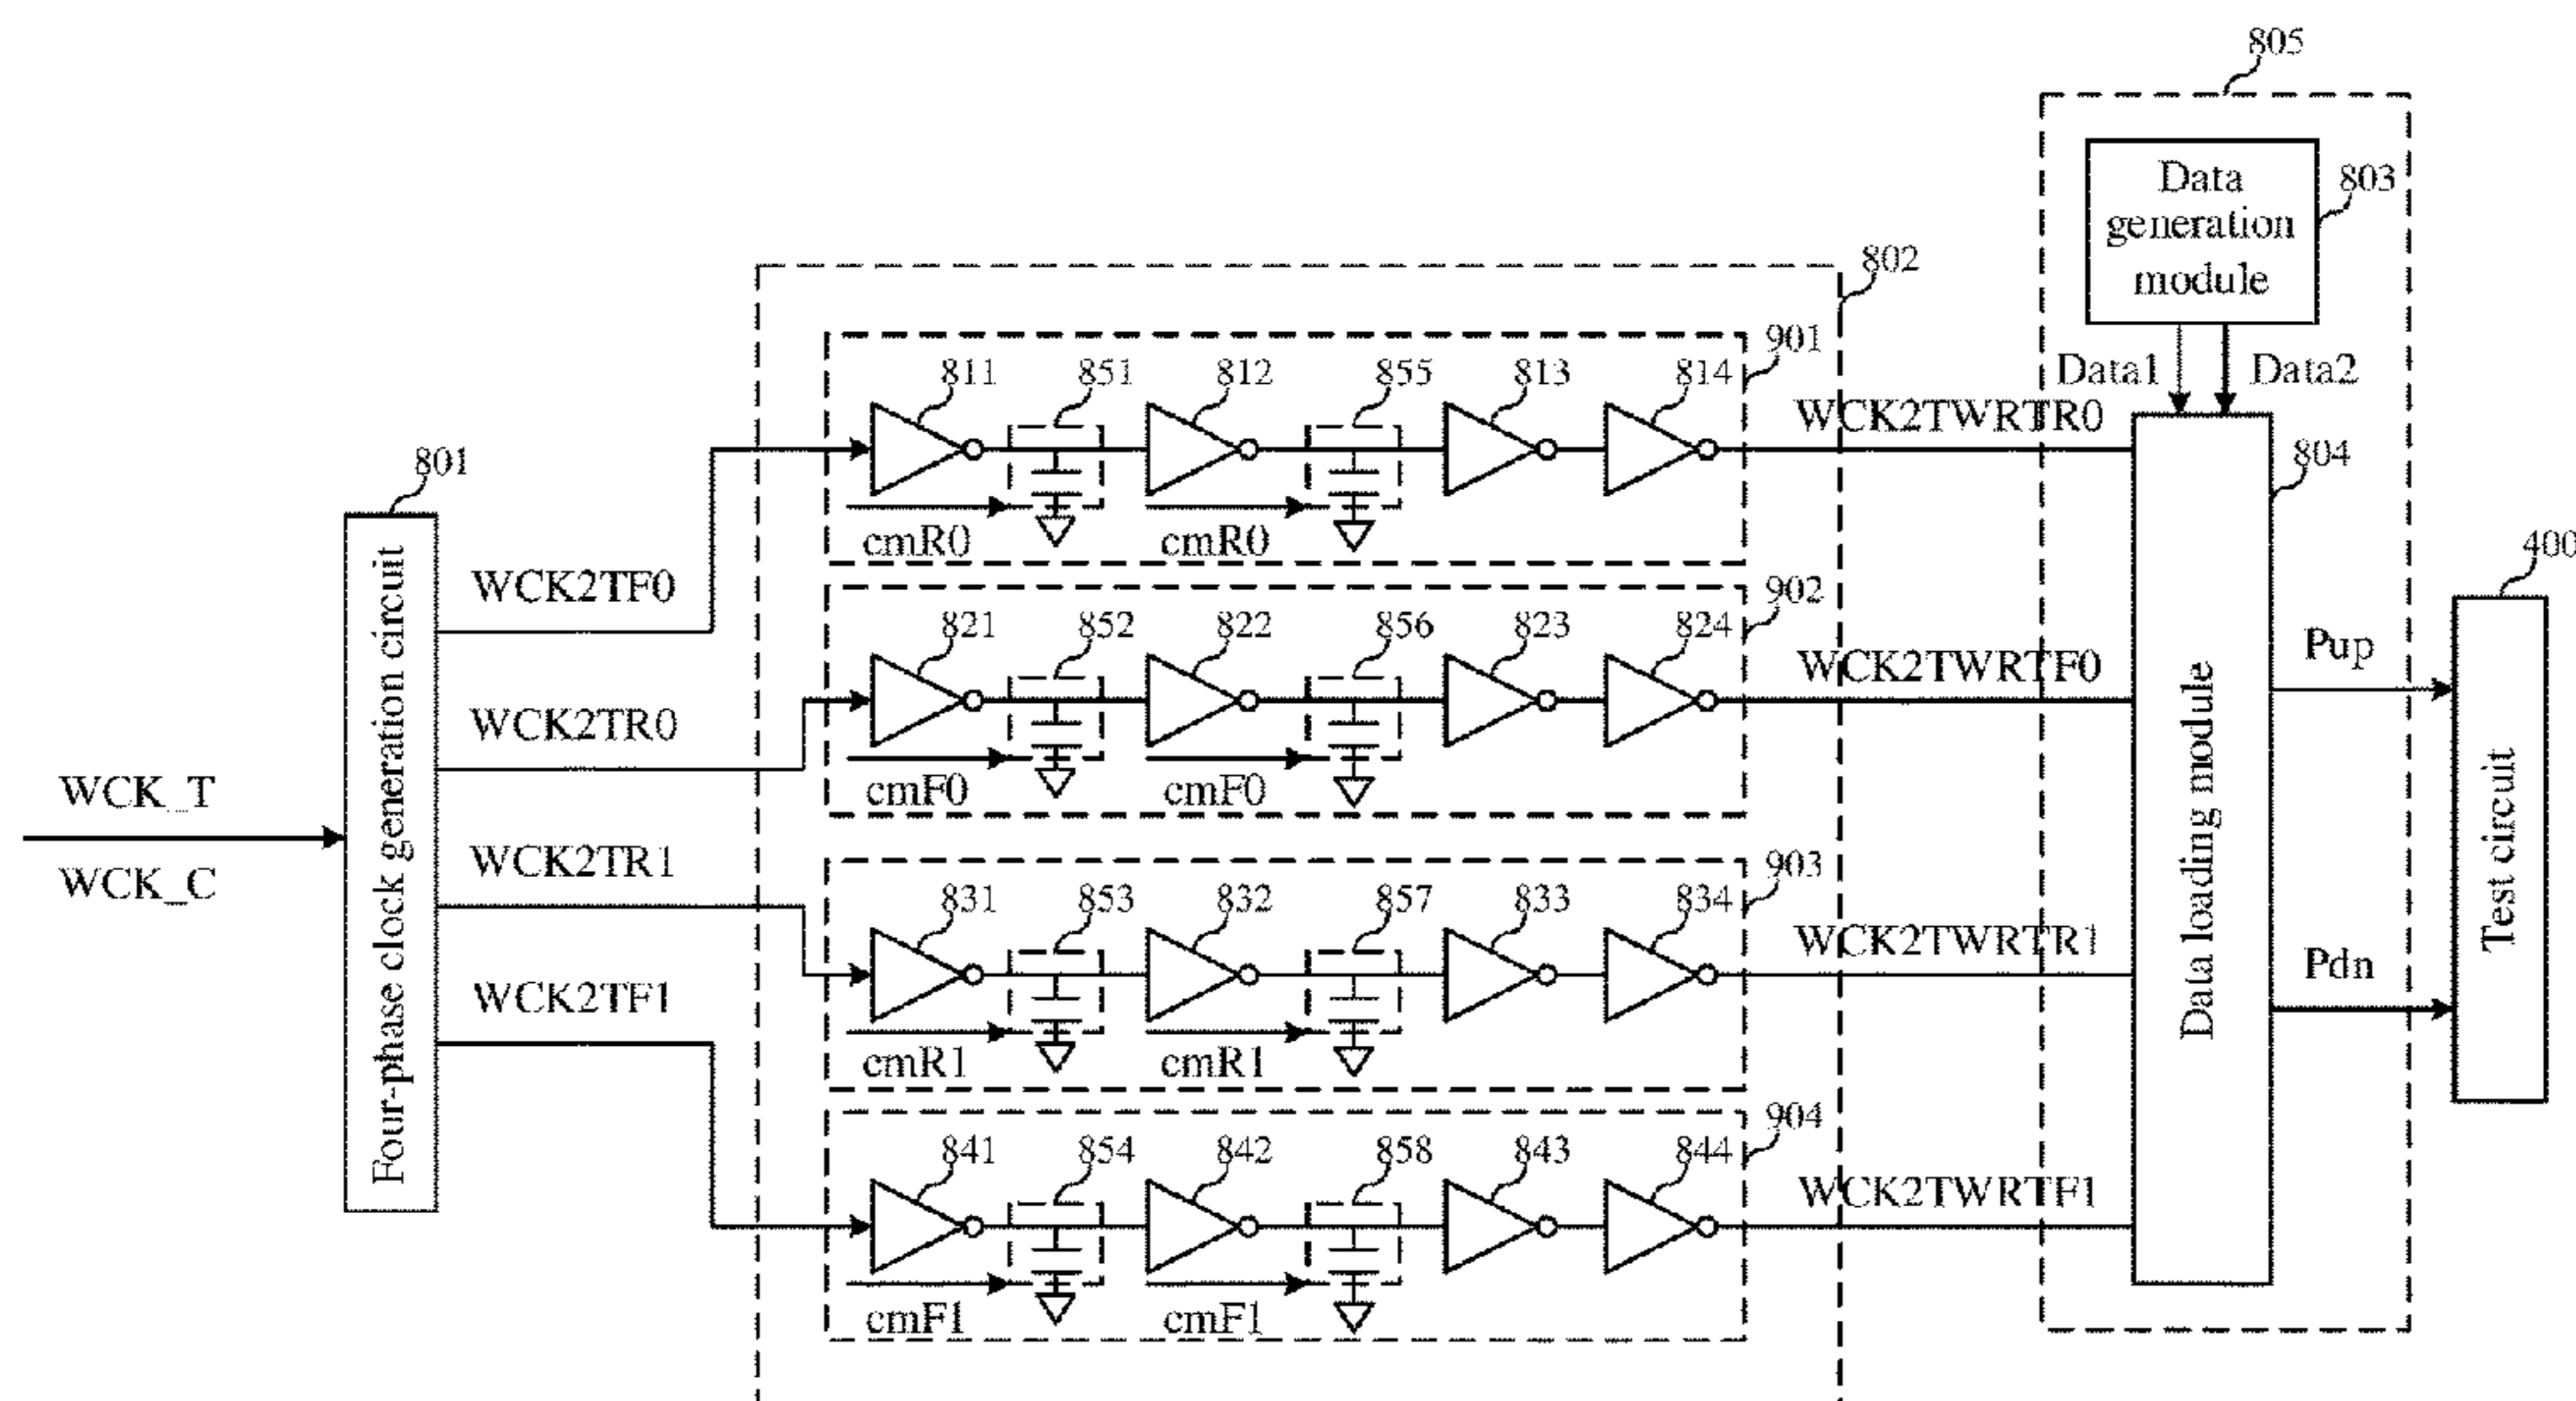 805
Data
generation
module
803
802
901
811
851
812
855
813
814
Data1
Data2
WCK2TWRTR0
801
804
cmR0
cmR0
400
WCK2TF0
902
821
852
822
856
823
824
WCK2TWRTF0
Pup
WCK2TR0
cmF0
cmF0
WCK_T
WCK_C
Four-phase clock generation circuit
Data loading module
Test circuit
WCK2TR1
903
831
853
832
857
833
834
WCK2TWRTR1
Pdn
WCK2TF1
cmR1
cmR1
904
841
854
842
858
843
844
WCK2TWRTF1
cmF1
cmF1